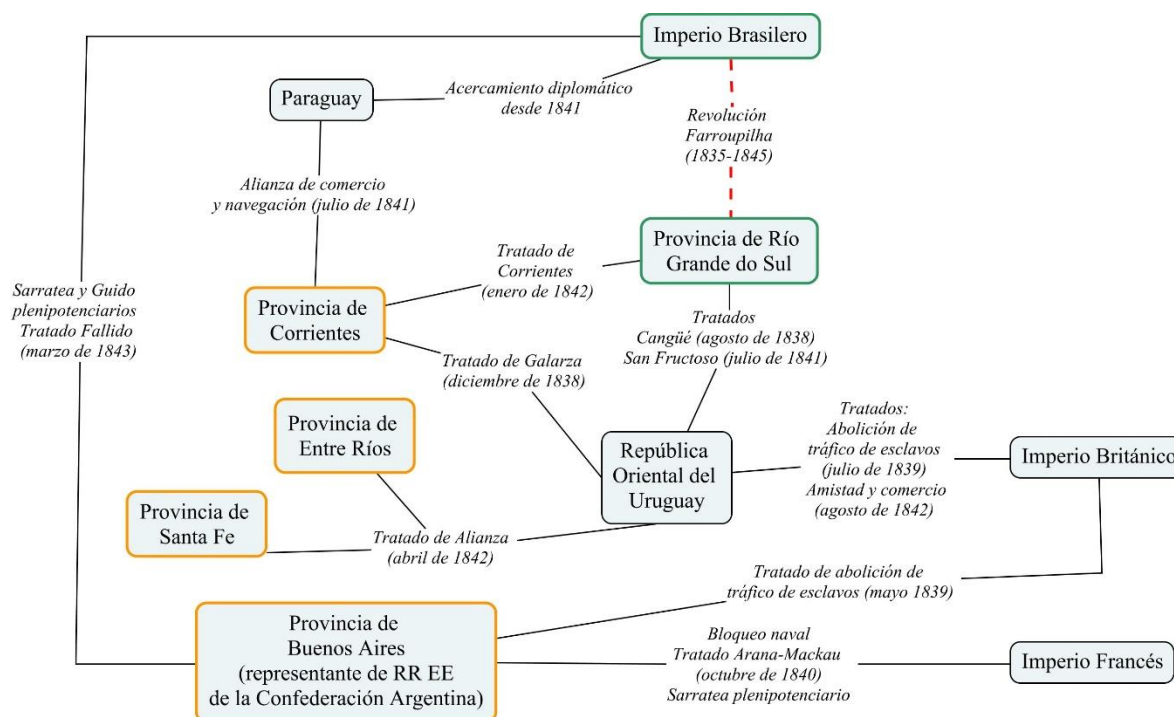 Imperio Brasilero
Acercamiento diplomático
desde 1841
Paraguay
Revolución
Farroupilha
(1835-1845)
Alianza de comercio
y navegación (julio de 1841)
Provincia de Río
Grande do Sul
Tratado de
Corrientes
(enero de 1842)
Sarratea y Guido
plenipotenciarios
Tratado Fallido
(marzo de 1843)
Provincia de
Corrientes
Tratados
Cangüé (agosto de 1838)
San Fructoso (julio de 1841)
Tratado de Galarza
(diciembre de 1838)
Provincia de
Entre Ríos
República
Oriental del
Uruguay
Tratados:
Abolición de
tráfico de esclavos
(julio de 1839)
Amistad y comercio
(agosto de 1842)
Imperio Británico
Provincia de
Santa Fe
Tratado de Alianza
(abril de 1842)
Tratado de abolición de
tráfico de esclavos (mayo 1839)
Provincia de
Buenos Aires
(representante de RR EE
de la Confederación Argentina)
Bloqueo naval
Tratado Arana-Mackau
(octubre de 1840)
Sarratea plenipotenciario
Imperio Francés